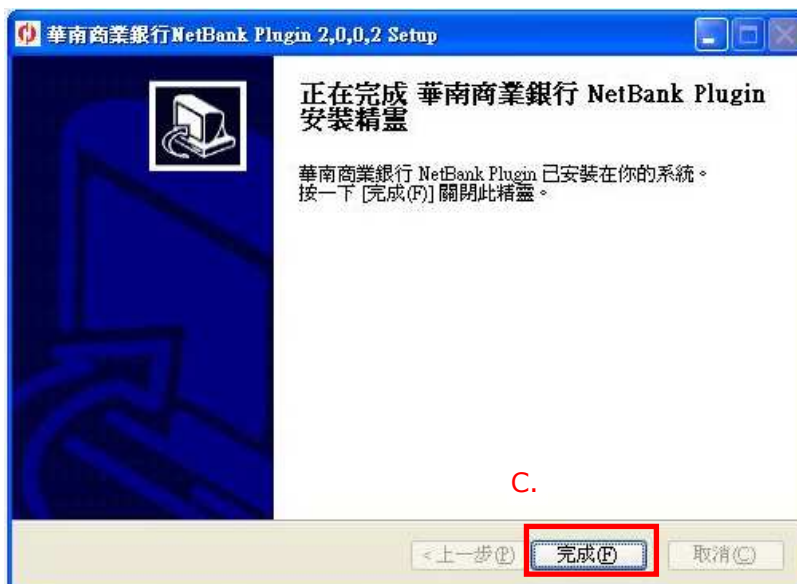 華南商業銀行NetBank Plugin 2,0,0,2 Setup
正在完成 華南商業銀行 NetBank Plugin
安裝精靈
華南商業銀行 NetBank Plugin 已安裝在你的系統。
按一下 [完成(F)] 關閉此精靈。
C.
<上一步(P) 完成(F) 取消(C)